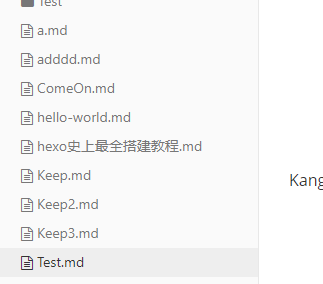 Test
a.md
adddd.md
ComeOn.md
hello-world.md
hexo史上最全搭建教程.md
Keep.md
Keep2.md
Kang
Keep3.md
Test.md